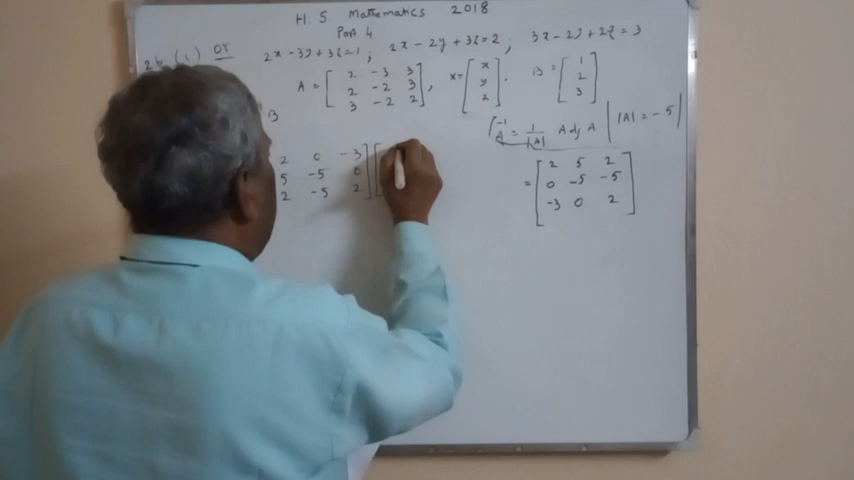 H. S. Mathematics 2018
Part 4
2b (i) or 2x - 3y + 3z = 1 ; 2x - 2y + 3z = 2 ; 3x - 2y + 2z = 3
A = [ 2 -3 3 ] , x = [ x ] . B = [ 1 ]
[ 2 -2 3 ] [ y ] [ 2 ]
[ 3 -2 2 ] [ z ] [ 3 ]
B
[ A⁻¹ = 1/|A| Adj A | |A| = -5 |
2 0 -3 ] [
5 -5 0
2 -5 2
= [ 2 5 2 ]
[ 0 -5 -5 ]
[ -3 0 2 ]